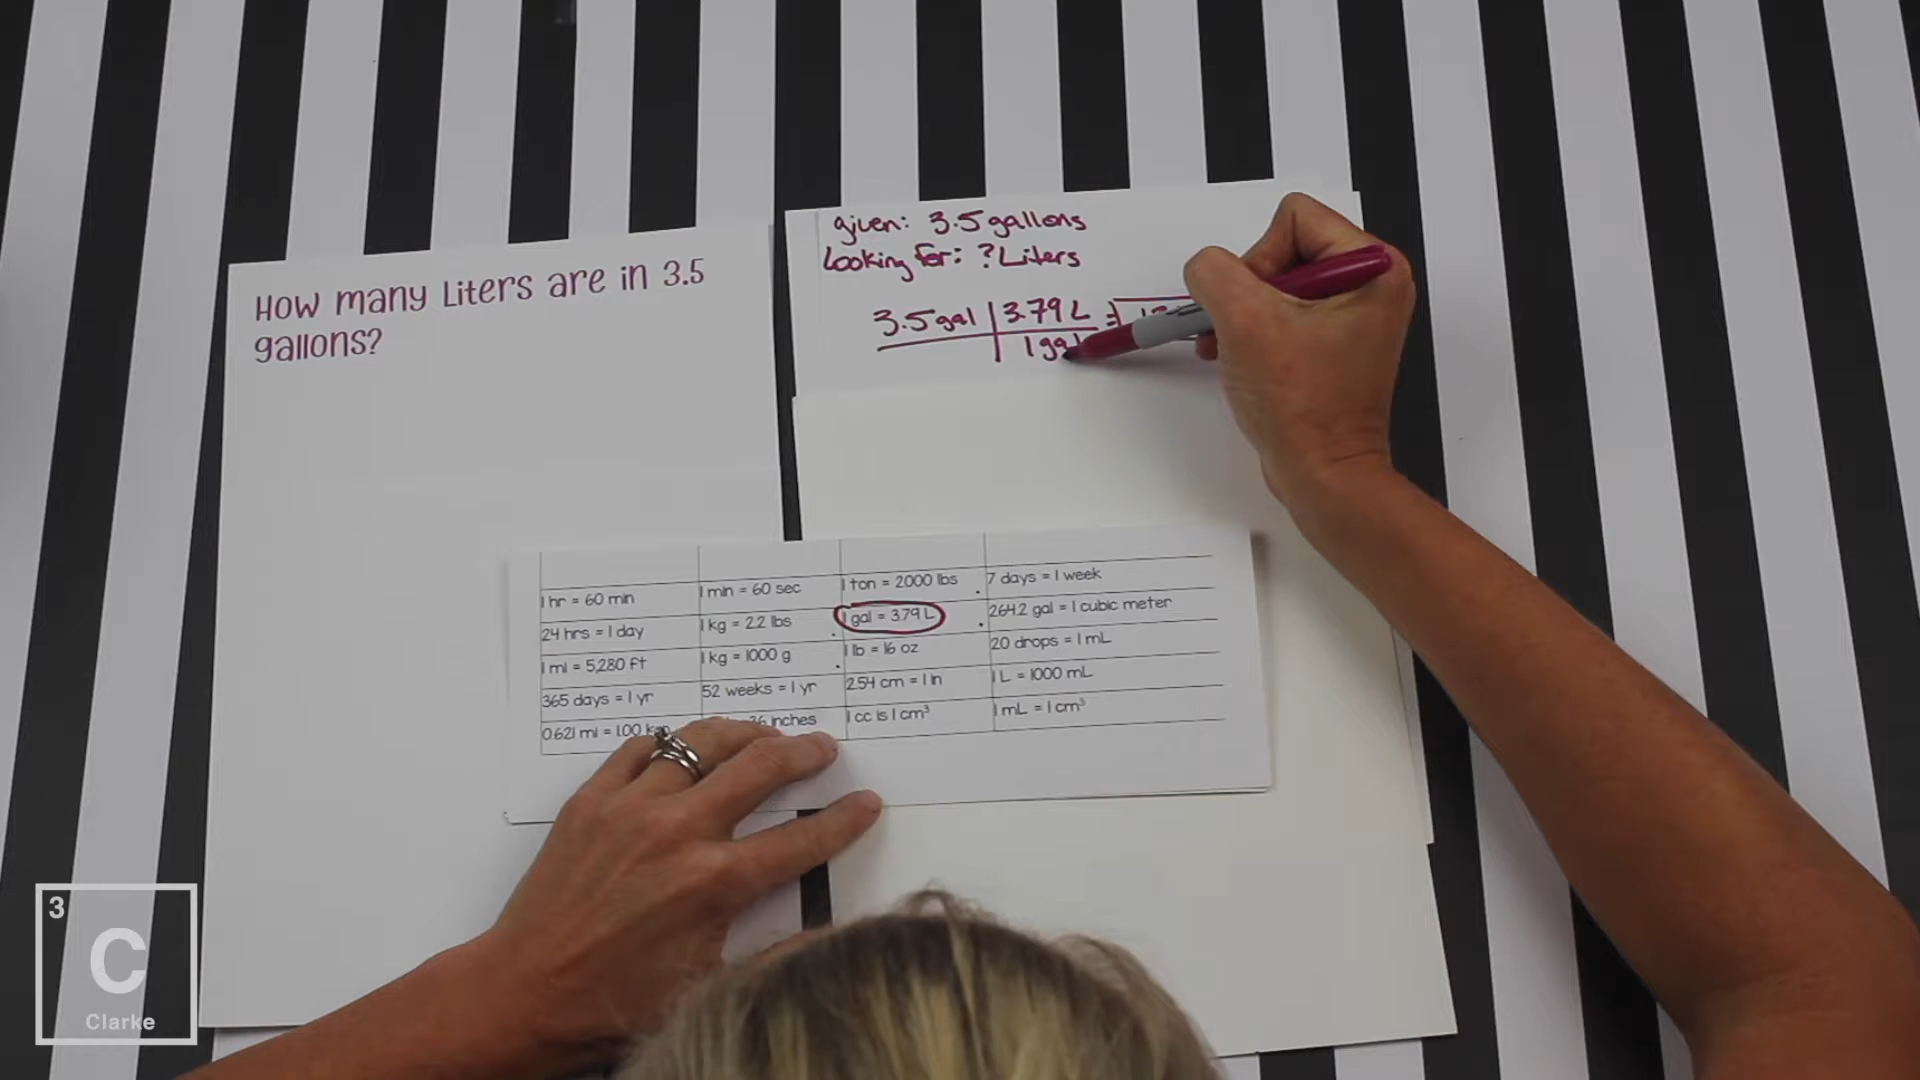 How many Liters are in 3.5
gallons?
given: 3.5 gallons
Looking for: ? Liters
3.5 gal | 3.79 L =
1 gal
1 hr = 60 min
1 min = 60 sec
1 ton = 2000 lbs
7 days = 1 week
24 hrs = 1 day
1 kg = 2.2 lbs
1 gal = 3.79 L
264.2 gal = 1 cubic meter
1 mi = 5,280 ft
1 kg = 1000 g
1 lb = 16 oz
20 drops = 1 mL
365 days = 1 yr
52 weeks = 1 yr
2.54 cm = 1 in
1 L = 1000 mL
0.621 mi = 1.00 km
inches
1 cc is 1 cm³
1 mL = 1 cm³
3
C
Clarke